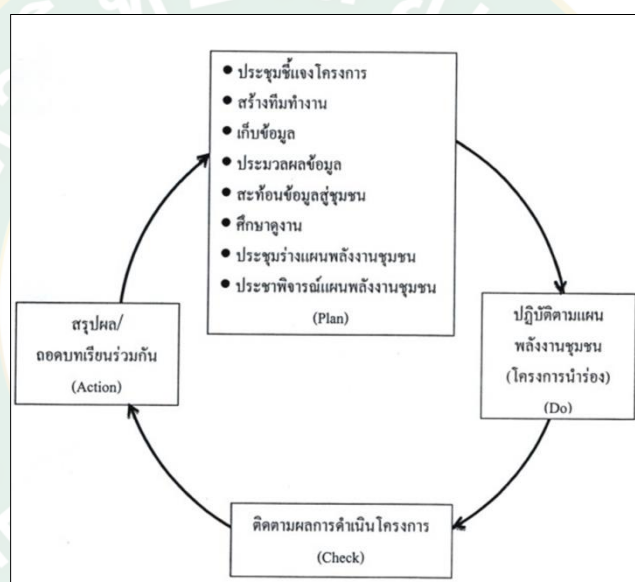 ● ประชุมชี้แจงโครงการ
● สร้างทีมทำงาน
● เก็บข้อมูล
● ประมวลผลข้อมูล
● สะท้อนข้อมูลสู่ชุมชน
● ศึกษาดูงาน
● ประชุมร่างแผนพลังงานชุมชน
● ประชาพิจารณ์แผนพลังงานชุมชน
(Plan)
ปฏิบัติตามแผน
พลังงานชุมชน
(โครงการนำร่อง)
(Do)
ติดตามผลการดำเนินโครงการ
(Check)
สรุปผล/
ถอดบทเรียนร่วมกัน
(Action)